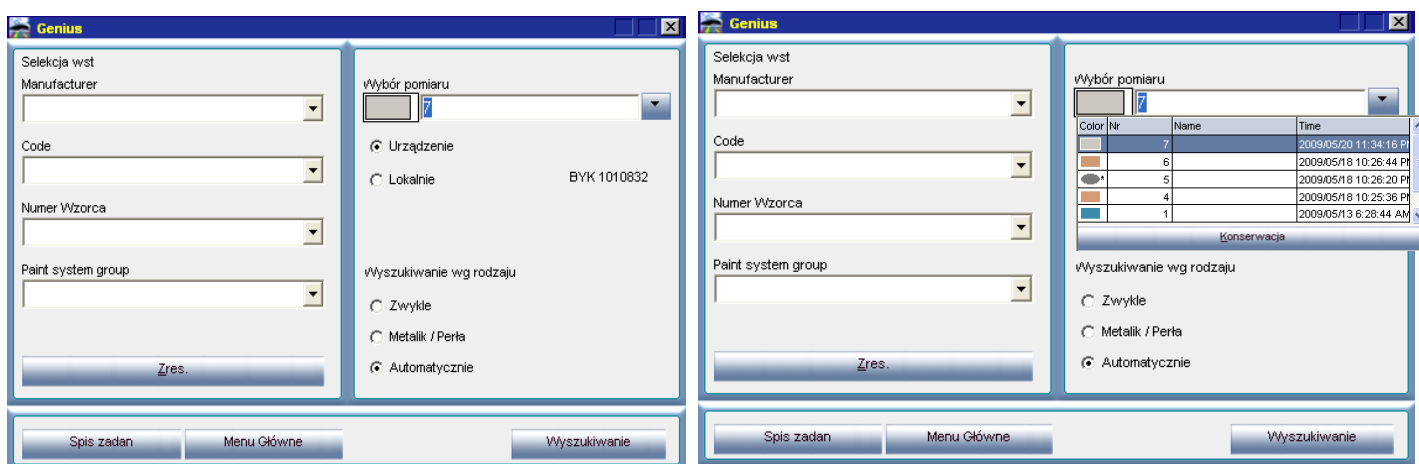 Genius
Selekcja wst
Manufacturer
Code
Numer Wzorca
Paint system group
Zres.
Wybór pomiaru
7
Urządzenie
Lokalnie
BYK 1010832
Wyszukiwanie wg rodzaju
Zwykle
Metalik / Perła
Automatycznie
Spis zadan
Menu Główne
Wyszukiwanie
Genius
Selekcja wst
Manufacturer
Code
Numer Wzorca
Paint system group
Zres.
Wybór pomiaru
7
Color Nr Name Time
7 2009/05/20 11:34:16 PM
6 2009/05/18 10:26:44 PM
* 5 2009/05/18 10:26:20 PM
4 2009/05/18 10:25:36 PM
1 2009/05/13 6:28:44 AM
Konserwacja
Wyszukiwanie wg rodzaju
Zwykle
Metalik / Perła
Automatycznie
Spis zadan
Menu Główne
Wyszukiwanie